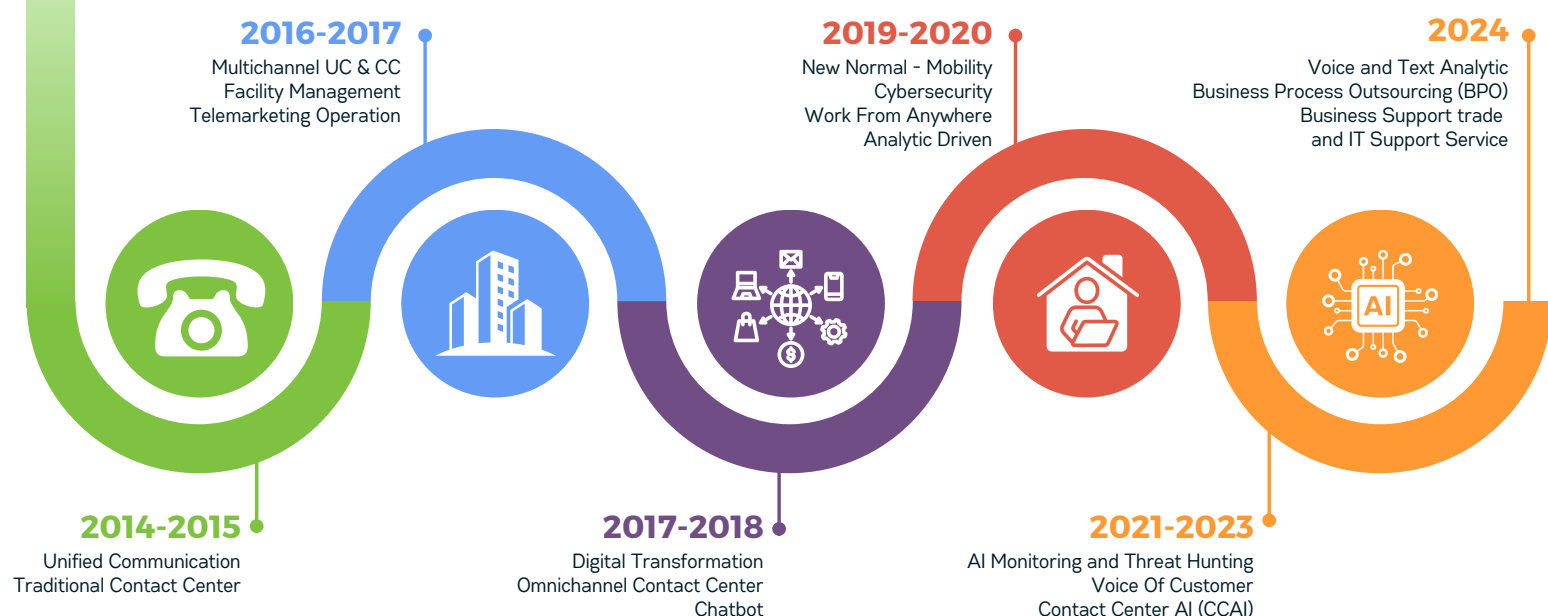 2016-2017
Multichannel UC & CC
Facility Management
Telemarketing Operation
2019-2020
New Normal - Mobility
Cybersecurity
Work From Anywhere
Analytic Driven
2024
Voice and Text Analytic
Business Process Outsourcing (BPO)
Business Support trade
and IT Support Service
AI
2014-2015
Unified Communication
Traditional Contact Center
2017-2018
Digital Transformation
Omnichannel Contact Center
Chatbot
2021-2023
AI Monitoring and Threat Hunting
Voice Of Customer
Contact Center AI (CCAI)